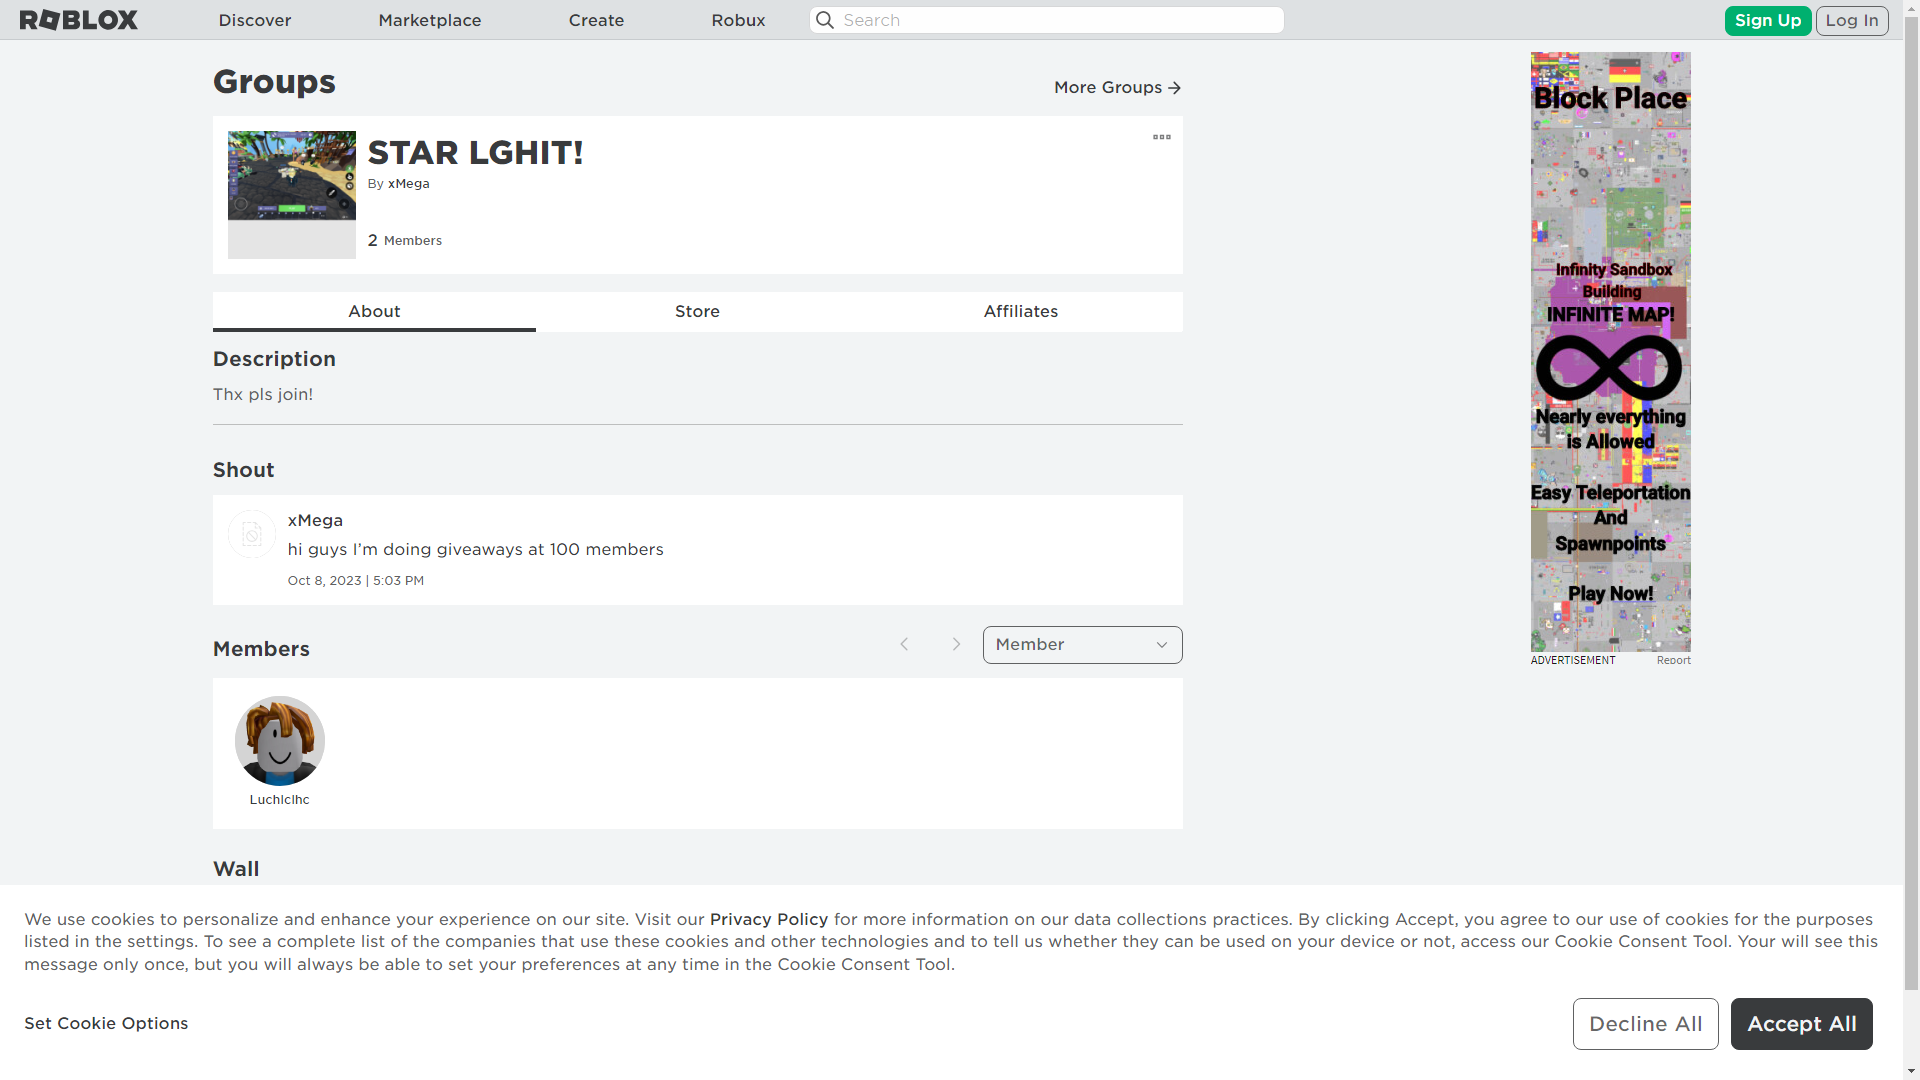 ROBLOX
Discover
Marketplace
Create
Robux
Search
Sign Up
Log In
Groups
More Groups
STAR LGHIT!
By xMega
2 Members
About
Store
Affiliates
Description
Thx pls join!
Shout
xMega
hi guys I’m doing giveaways at 100 members
Oct 8, 2023 | 5:03 PM
Members
Member
Luchiclhc
Wall
Block Place
Infinity Sandbox
Building
INFINITE MAP!
Nearly everything
is Allowed
Easy Teleportation
And
Spawnpoints
Play Now!
ADVERTISEMENT
Report
We use cookies to personalize and enhance your experience on our site. Visit our Privacy Policy for more information on our data collections practices. By clicking Accept, you agree to our use of cookies for the purposes
listed in the settings. To see a complete list of the companies that use these cookies and other technologies and to tell us whether they can be used on your device or not, access our Cookie Consent Tool. Your will see this
message only once, but you will always be able to set your preferences at any time in the Cookie Consent Tool.
Set Cookie Options
Decline All
Accept All